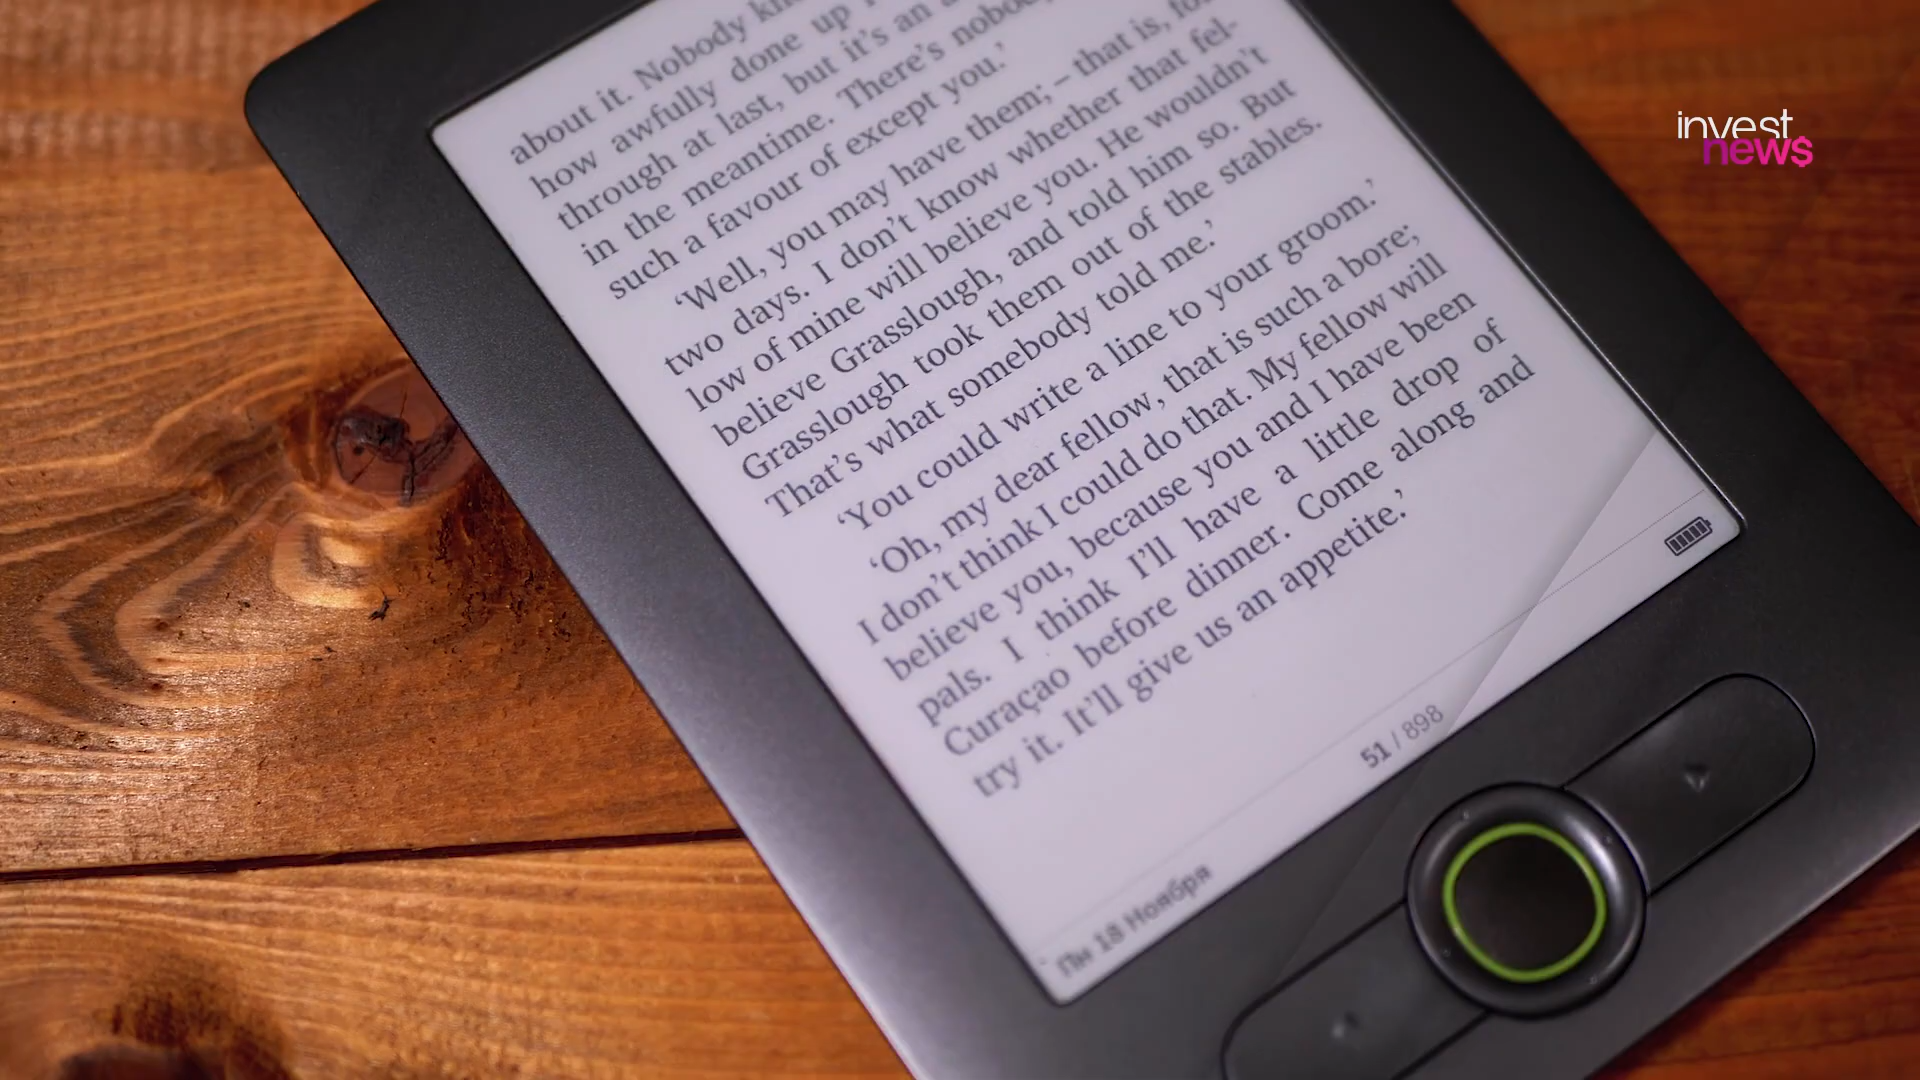 about it. Nobody
how awfully done up
through at last, but it's an
in the meantime. There's nobody
such a favour of except you.'
'Well, you may have them; – that is, for
two days. I don't know whether that fel-
low of mine will believe you. He wouldn't
believe Grasslough, and told him so. But
Grasslough took them out of the stables.
That's what somebody told me.'
'You could write a line to your groom.'
'Oh, my dear fellow, that is such a bore;
I don't think I could do that. My fellow will
believe you, because you and I have been
pals. I think I'll have a little drop of
Curaçao before dinner. Come along and
try it. It'll give us an appetite.'
Пн 18 Ноября
51 / 898
invest
new$